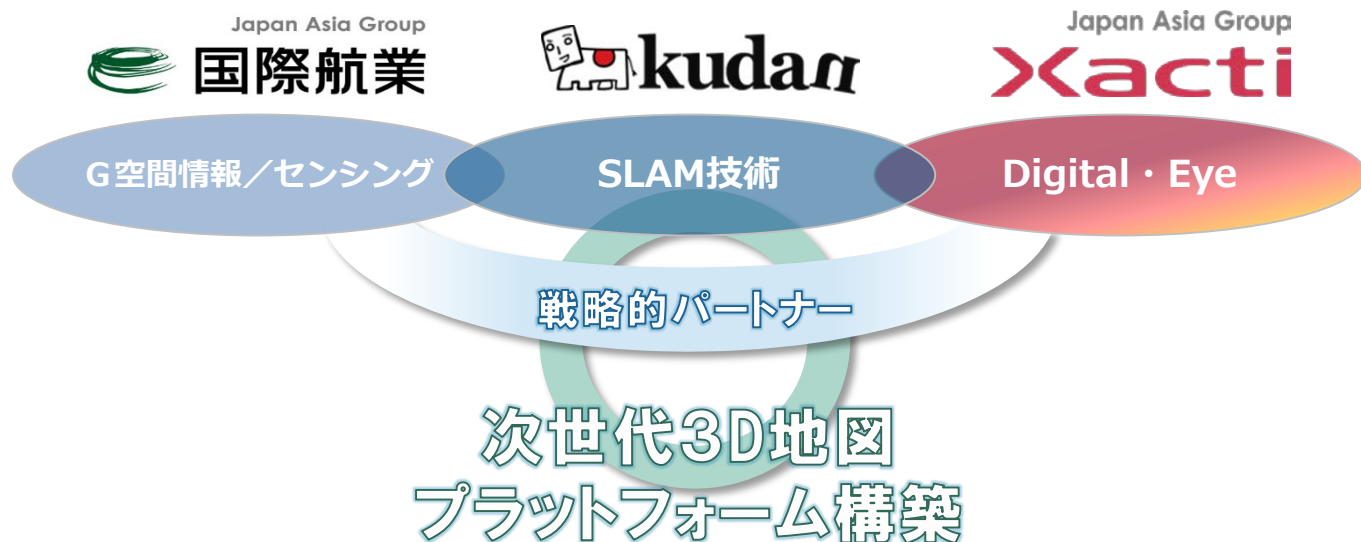 Japan Asia Group
国際航業
kudan
Japan Asia Group
Xacti
G空間情報／センシング
SLAM技術
Digital・Eye
戦略的パートナー
次世代3D地図
プラットフォーム構築